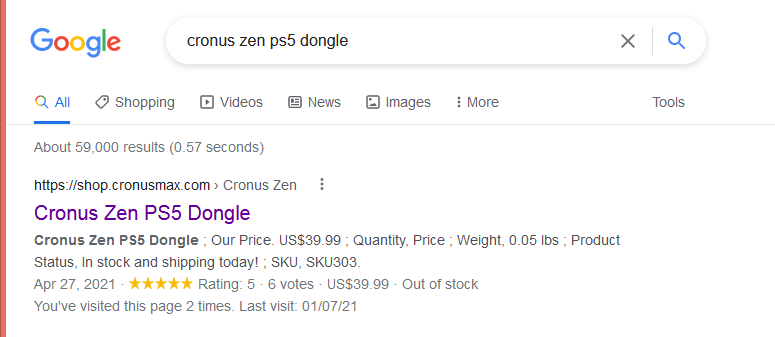 Google
cronus zen ps5 dongle
All Shopping Videos News Images More Tools
About 59,000 results (0.57 seconds)
https://shop.cronusmax.com › Cronus Zen
Cronus Zen PS5 Dongle
Cronus Zen PS5 Dongle ; Our Price. US$39.99 ; Quantity, Price ; Weight, 0.05 lbs ; Product
Status, In stock and shipping today! ; SKU, SKU303.
Apr 27, 2021 · ★★★★★ Rating: 5 · 6 votes · US$39.99 · Out of stock
You've visited this page 2 times. Last visit: 01/07/21